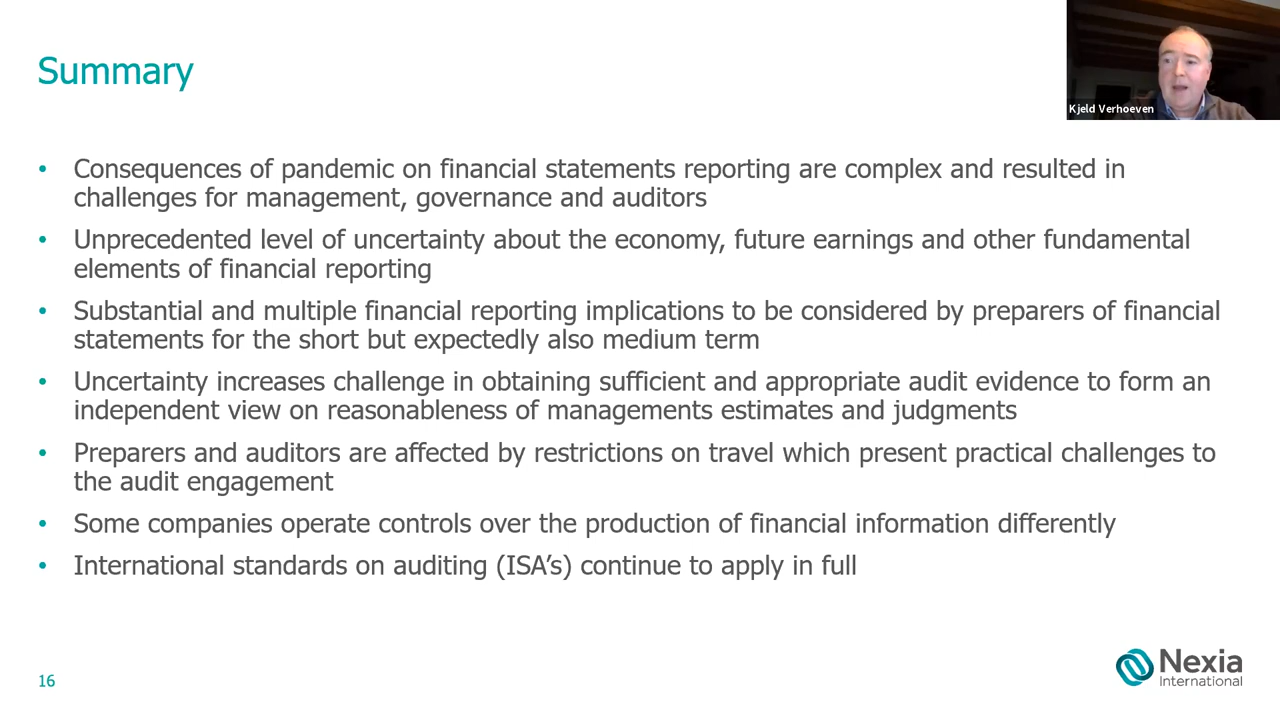 Summary
Kjeld Verhoeven
• Consequences of pandemic on financial statements reporting are complex and resulted in
challenges for management, governance and auditors
• Unprecedented level of uncertainty about the economy, future earnings and other fundamental
elements of financial reporting
• Substantial and multiple financial reporting implications to be considered by preparers of financial
statements for the short but expectedly also medium term
• Uncertainty increases challenge in obtaining sufficient and appropriate audit evidence to form an
independent view on reasonableness of managements estimates and judgments
• Preparers and auditors are affected by restrictions on travel which present practical challenges to
the audit engagement
• Some companies operate controls over the production of financial information differently
• International standards on auditing (ISA’s) continue to apply in full
16
Nexia
International